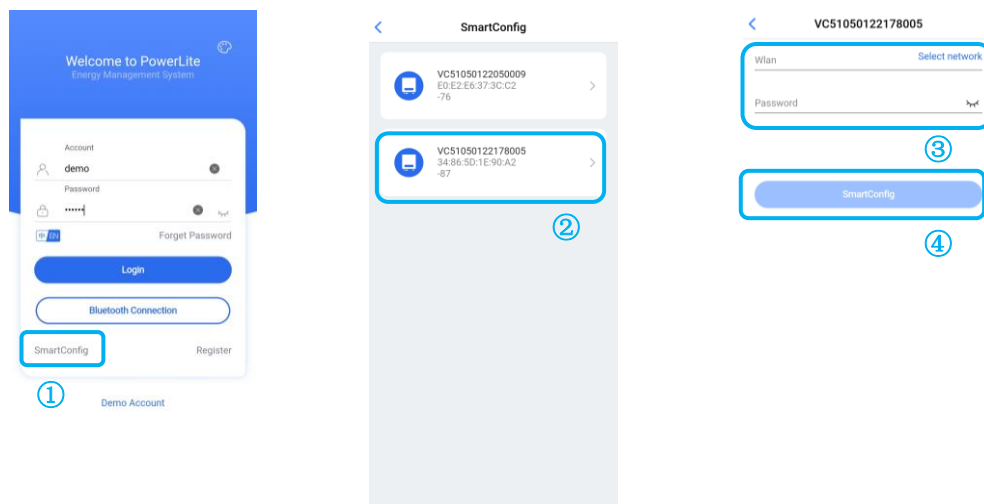 Welcome to PowerLite
Energy Management System
Account
demo
Password
••••••
中/EN
Forget Password
Login
Bluetooth Connection
SmartConfig
Register
①
Demo Account
SmartConfig
VC51050122050009
E0:E2:E6:37:3C:C2
-76
VC51050122178005
34:86:5D:1E:90:A2
-87
②
VC51050122178005
Wlan
Select network
Password
③
SmartConfig
④